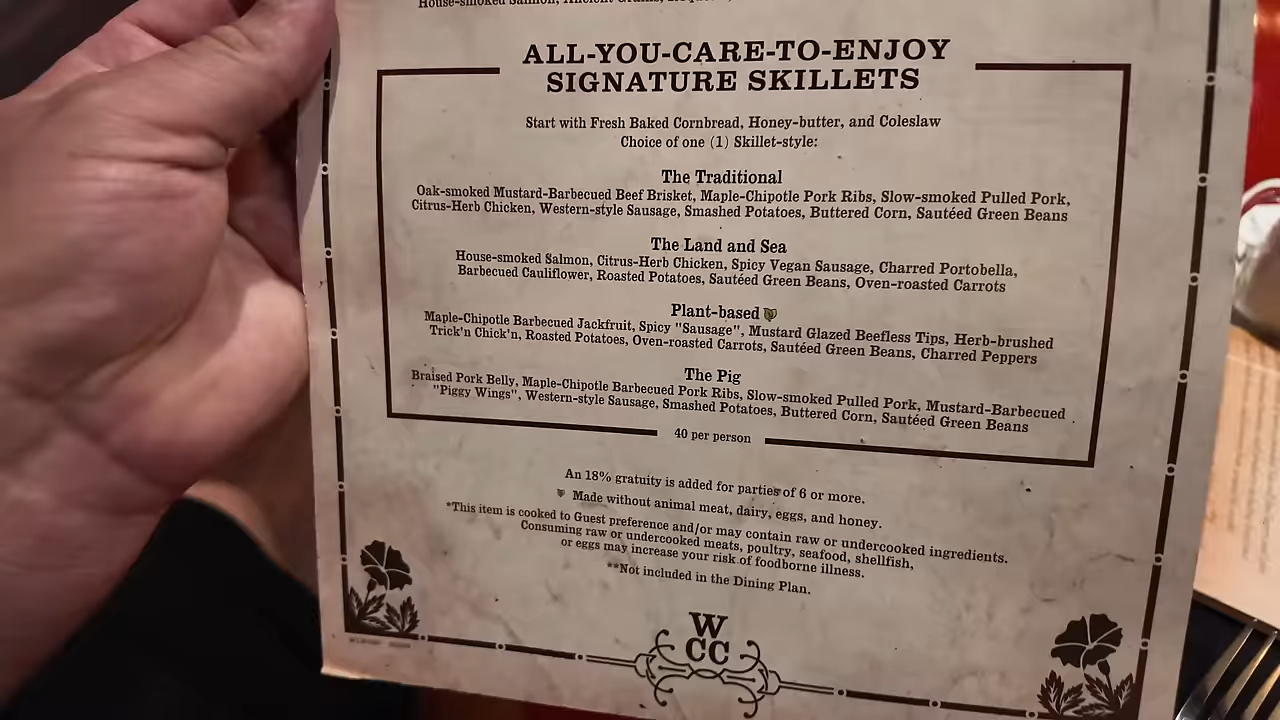 House-smoked Salmon, Ancient Grains,
ALL-YOU-CARE-TO-ENJOY
SIGNATURE SKILLETS
Start with Fresh Baked Cornbread, Honey-butter, and Coleslaw
Choice of one (1) Skillet-style:
The Traditional
Oak-smoked Mustard-Barbecued Beef Brisket, Maple-Chipotle Pork Ribs, Slow-smoked Pulled Pork,
Citrus-Herb Chicken, Western-style Sausage, Smashed Potatoes, Buttered Corn, Sautéed Green Beans
The Land and Sea
House-smoked Salmon, Citrus-Herb Chicken, Spicy Vegan Sausage, Charred Portobella,
Barbecued Cauliflower, Roasted Potatoes, Sautéed Green Beans, Oven-roasted Carrots
Plant-based
Maple-Chipotle Barbecued Jackfruit, Spicy "Sausage", Mustard Glazed Beefless Tips, Herb-brushed
Trick'n Chick'n, Roasted Potatoes, Oven-roasted Carrots, Sautéed Green Beans, Charred Peppers
The Pig
Braised Pork Belly, Maple-Chipotle Barbecued Pork Ribs, Slow-smoked Pulled Pork, Mustard-Barbecued
"Piggy Wings", Western-style Sausage, Smashed Potatoes, Buttered Corn, Sautéed Green Beans
40 per person
An 18% gratuity is added for parties of 6 or more.
Made without animal meat, dairy, eggs, and honey.
*This item is cooked to Guest preference and/or may contain raw or undercooked ingredients.
Consuming raw or undercooked meats, poultry, seafood, shellfish,
or eggs may increase your risk of foodborne illness.
**Not included in the Dining Plan.
W
CC